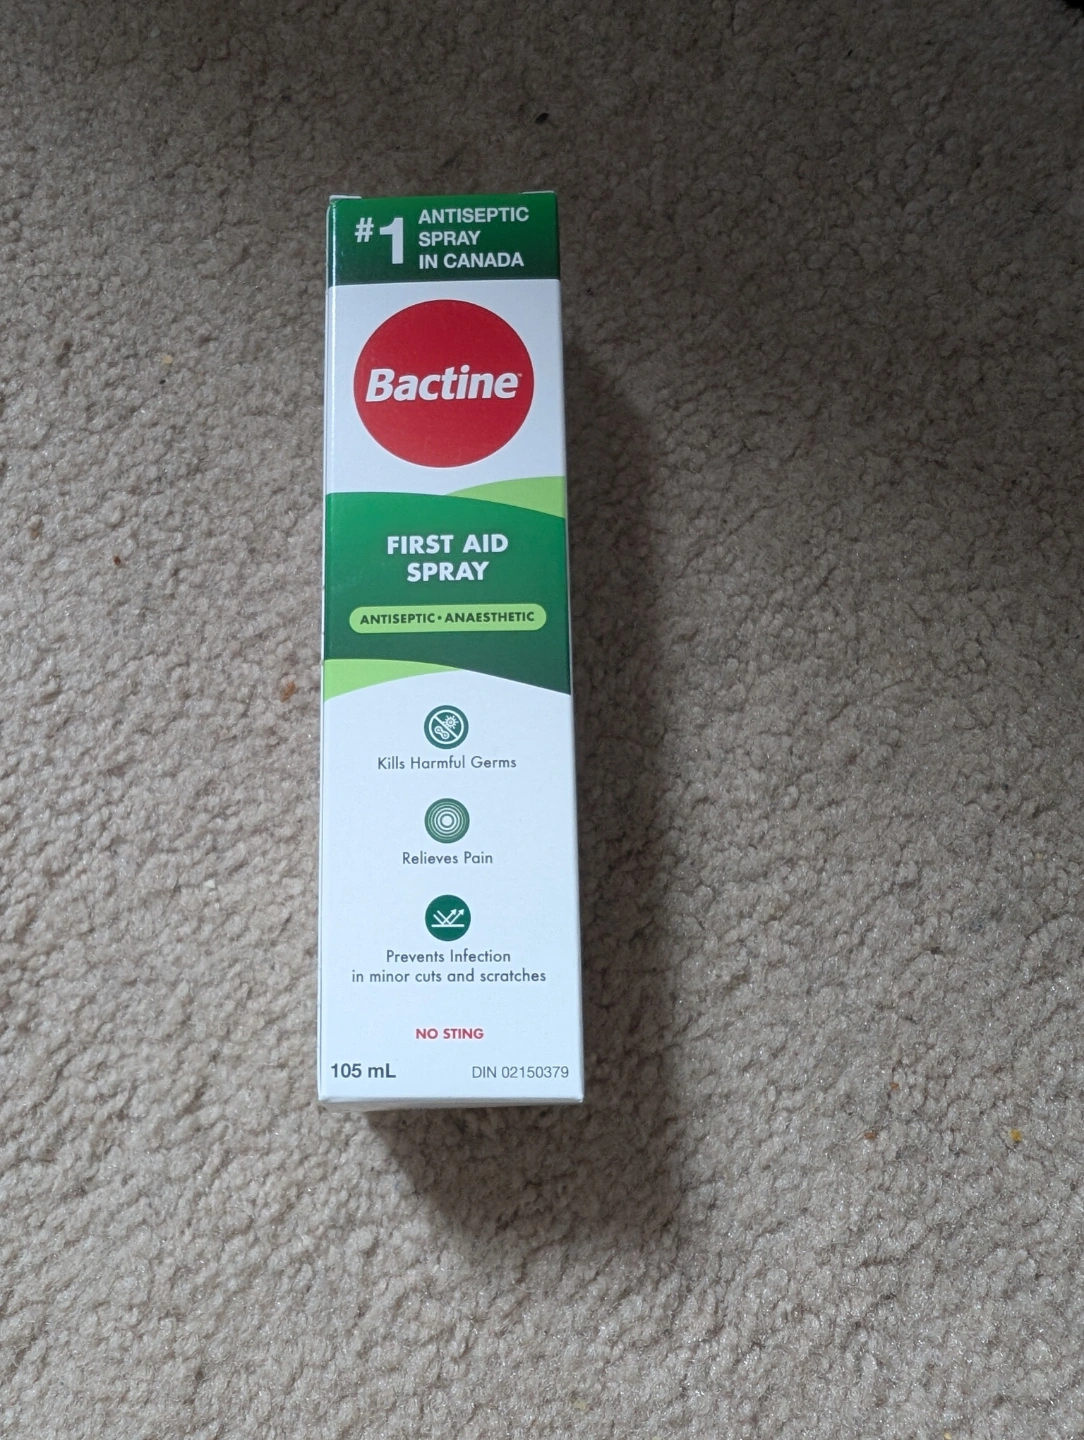 #1 ANTISEPTIC
SPRAY
IN CANADA
Bactine
FIRST AID
SPRAY
ANTISEPTIC • ANAESTHETIC
Kills Harmful Germs
Relieves Pain
Prevents Infection
in minor cuts and scratches
NO STING
105 mL DIN 02150379